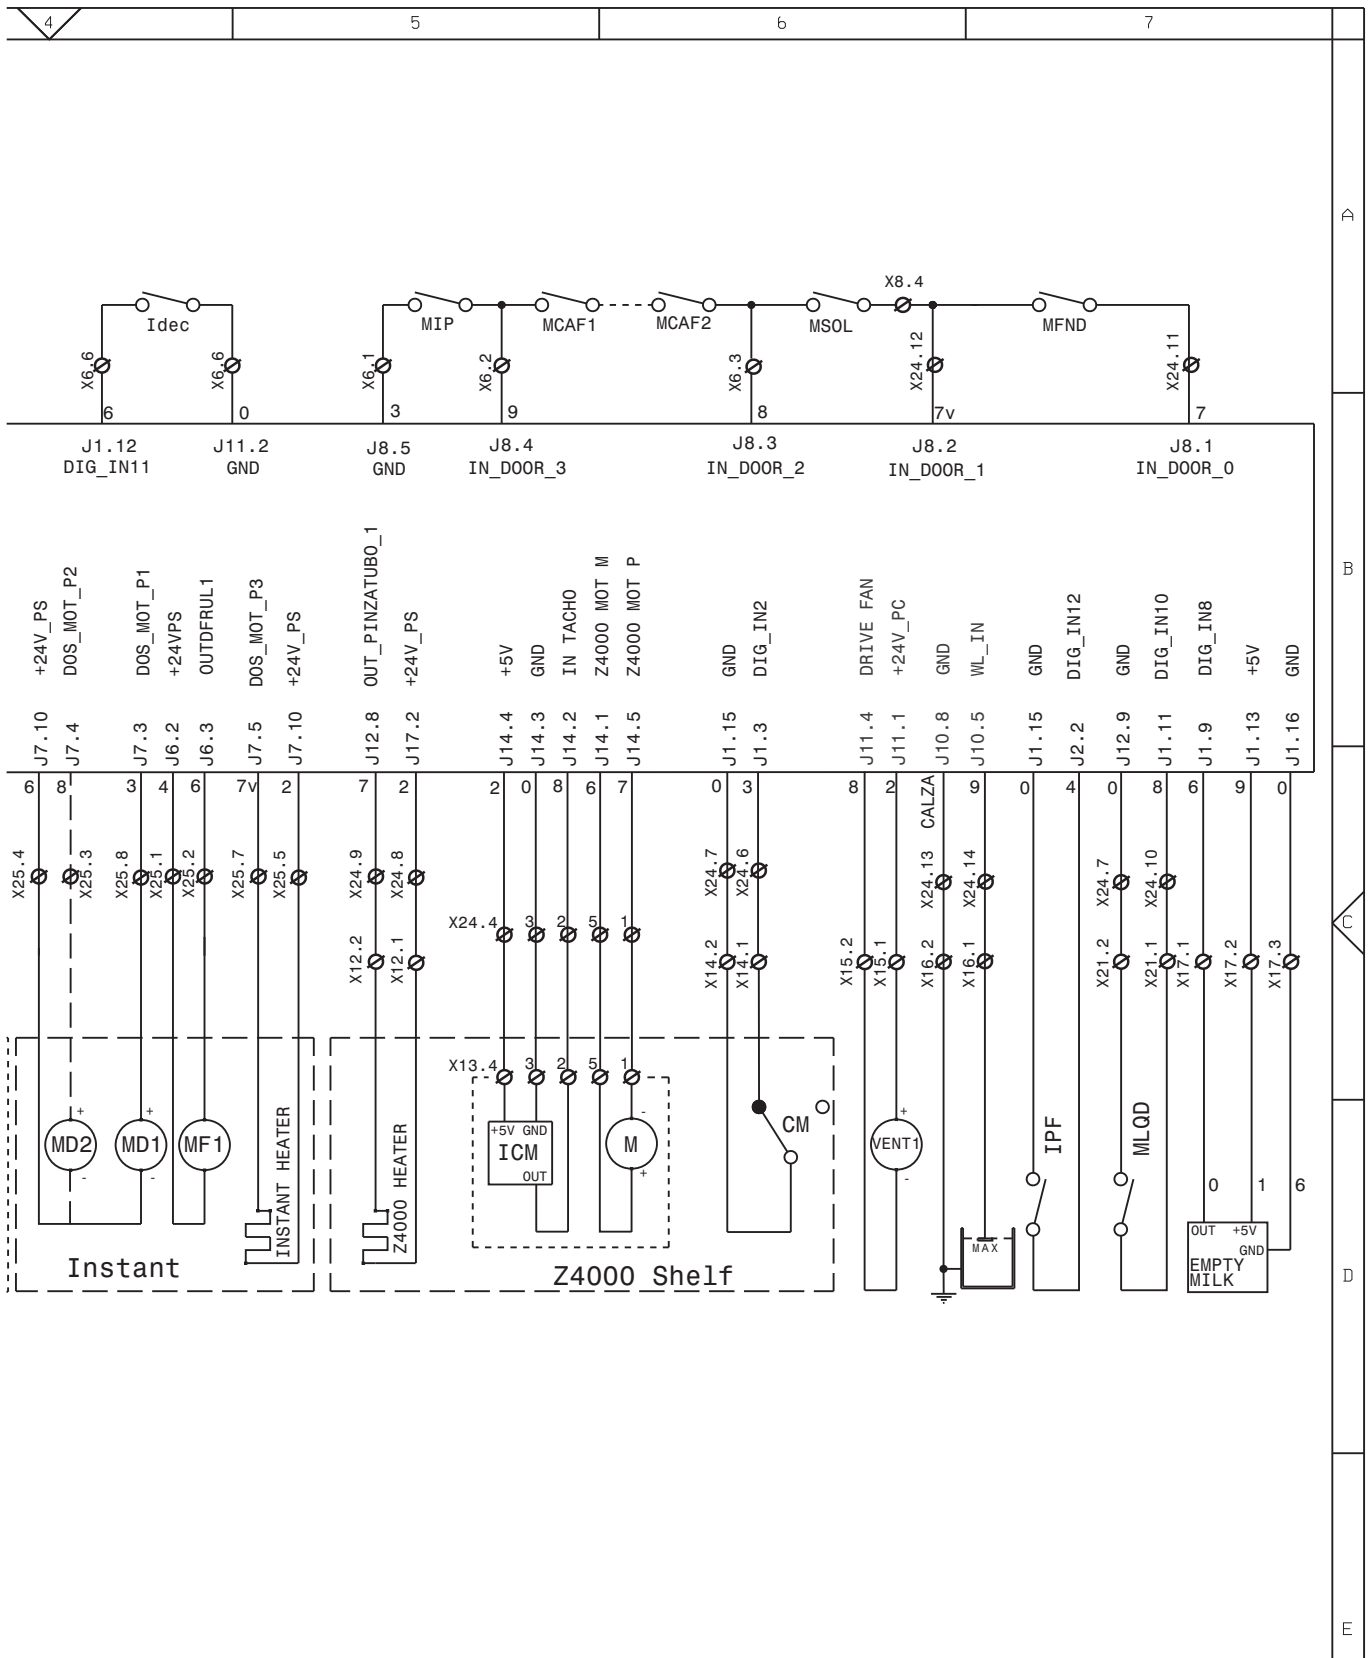 4 5 6 7
A
X8.4
Idec MIP MCAF1 MCAF2 MSOL MFND
X6.6 X6.6 X6.1 X6.2 X6.3 X24.12 X24.11
6 0 3 9 8 7v 7
J1.12 J11.2 J8.5 J8.4 J8.3 J8.2 J8.1
DIG_IN11 GND GND IN_DOOR_3 IN_DOOR_2 IN_DOOR_1 IN_DOOR_0
B
+24V_PS DOS_MOT_P2 DOS_MOT_P1 +24VPS OUTDFRUL1 DOS_MOT_P3 +24V_PS OUT_PINZATUBO_1 +24V_PS +5V GND IN TACHO Z4000 MOT M Z4000 MOT P GND DIG_IN2 DRIVE FAN +24V_PC GND WL_IN GND DIG_IN12 GND DIG_IN10 DIG_IN8 +5V GND
J7.10 J7.4 J7.3 J6.2 J6.3 J7.5 J7.10 J12.8 J17.2 J14.4 J14.3 J14.2 J14.1 J14.5 J1.15 J1.3 J11.4 J11.1 J10.8 J10.5 J1.15 J2.2 J12.9 J1.11 J1.9 J1.13 J1.16
6 8 3 4 6 7v 2 7 2 2 0 8 6 7 0 3 8 2 CALZA 9 0 4 0 8 6 9 0
X25.4 X25.3 X25.8 X25.1 X25.2 X25.7 X25.5 X24.9 X24.8 X24.7 X24.6 X24.13 X24.14 X24.7 X24.10
X24.4 3 2 5 1
C
X12.2 X12.1 X14.2 X14.1 X15.2 X15.1 X16.2 X16.1 X21.2 X21.1 X17.1 X17.2 X17.3
X13.4 3 2 5 1
+ + - +
MD2 MD1 MF1 INSTANT HEATER Z4000 HEATER
+5V GND
ICM
OUT
M CM VENT1 IPF MLQD
- - + -
0 1 6
OUT +5V
GND
EMPTY
MILK
MAX
Instant
Z4000 Shelf
D
E